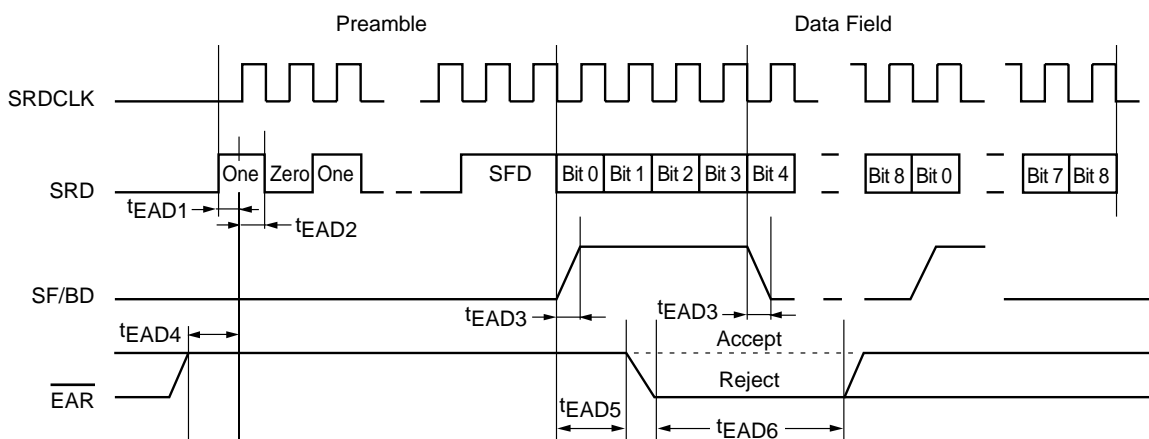 Preamble
Data Field
SRDCLK
SRD
One
Zero
One
SFD
Bit 0
Bit 1
Bit 2
Bit 3
Bit 4
Bit 8
Bit 0
Bit 7
Bit 8
tEAD1
tEAD2
SF/BD
tEAD3
tEAD3
tEAD4
Accept
EAR
Reject
tEAD5
tEAD6